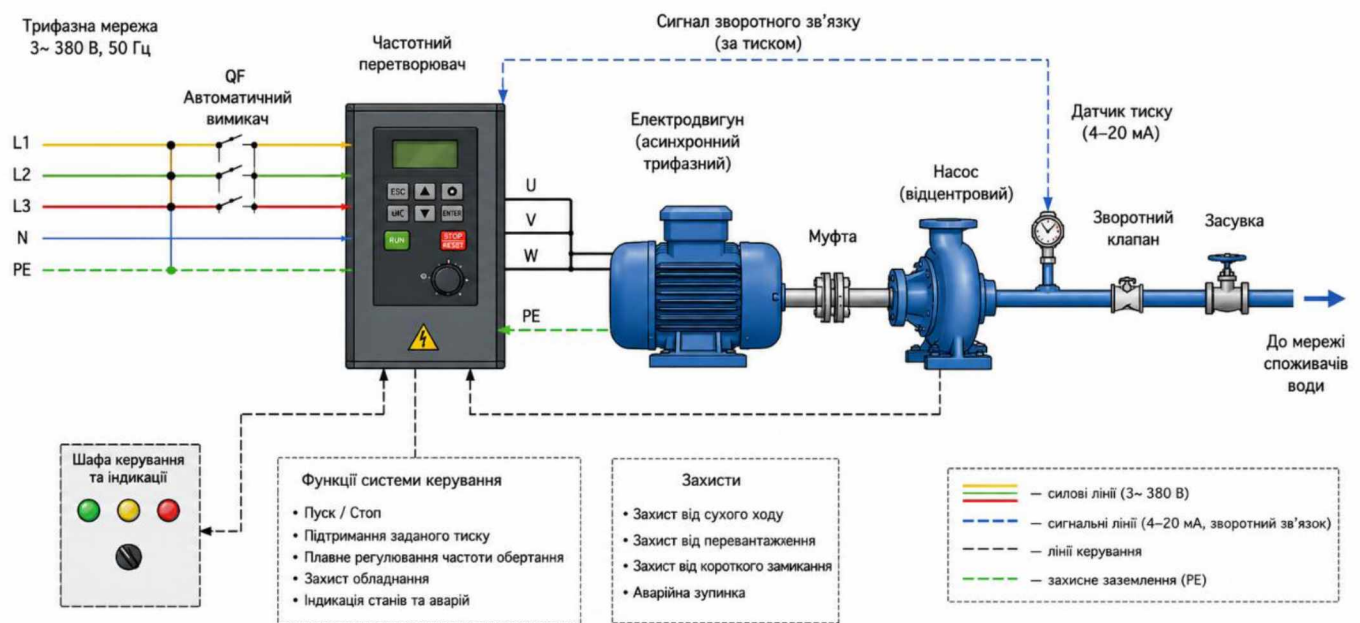 Трифазна мережа
3~ 380 В, 50 Гц
QF
Автоматичний
вимикач
Частотний
перетворювач
Сигнал зворотного зв'язку
(за тиском)
Датчик тиску
(4–20 мА)
Електродвигун
(асинхронний
трифазний)
Насос
(відцентровий)
Муфта
Зворотний
клапан
Засувка
L1
L2
L3
N
PE
ESC
ENTER
RUN
STOP
RESET
U
V
W
PE
До мережі
споживачів
води
Шафа керування
та індикації
Функції системи керування
• Пуск / Стоп
• Підтримання заданого тиску
• Плавне регулювання частоти обертання
• Захист обладнання
• Індикація станів та аварій
Захисти
• Захист від сухого ходу
• Захист від перевантаження
• Захист від короткого замикання
• Аварійна зупинка
— силові лінії (3~ 380 В)
— сигнальні лінії (4–20 мА, зворотний зв'язок)
— лінії керування
— захисне заземлення (PE)